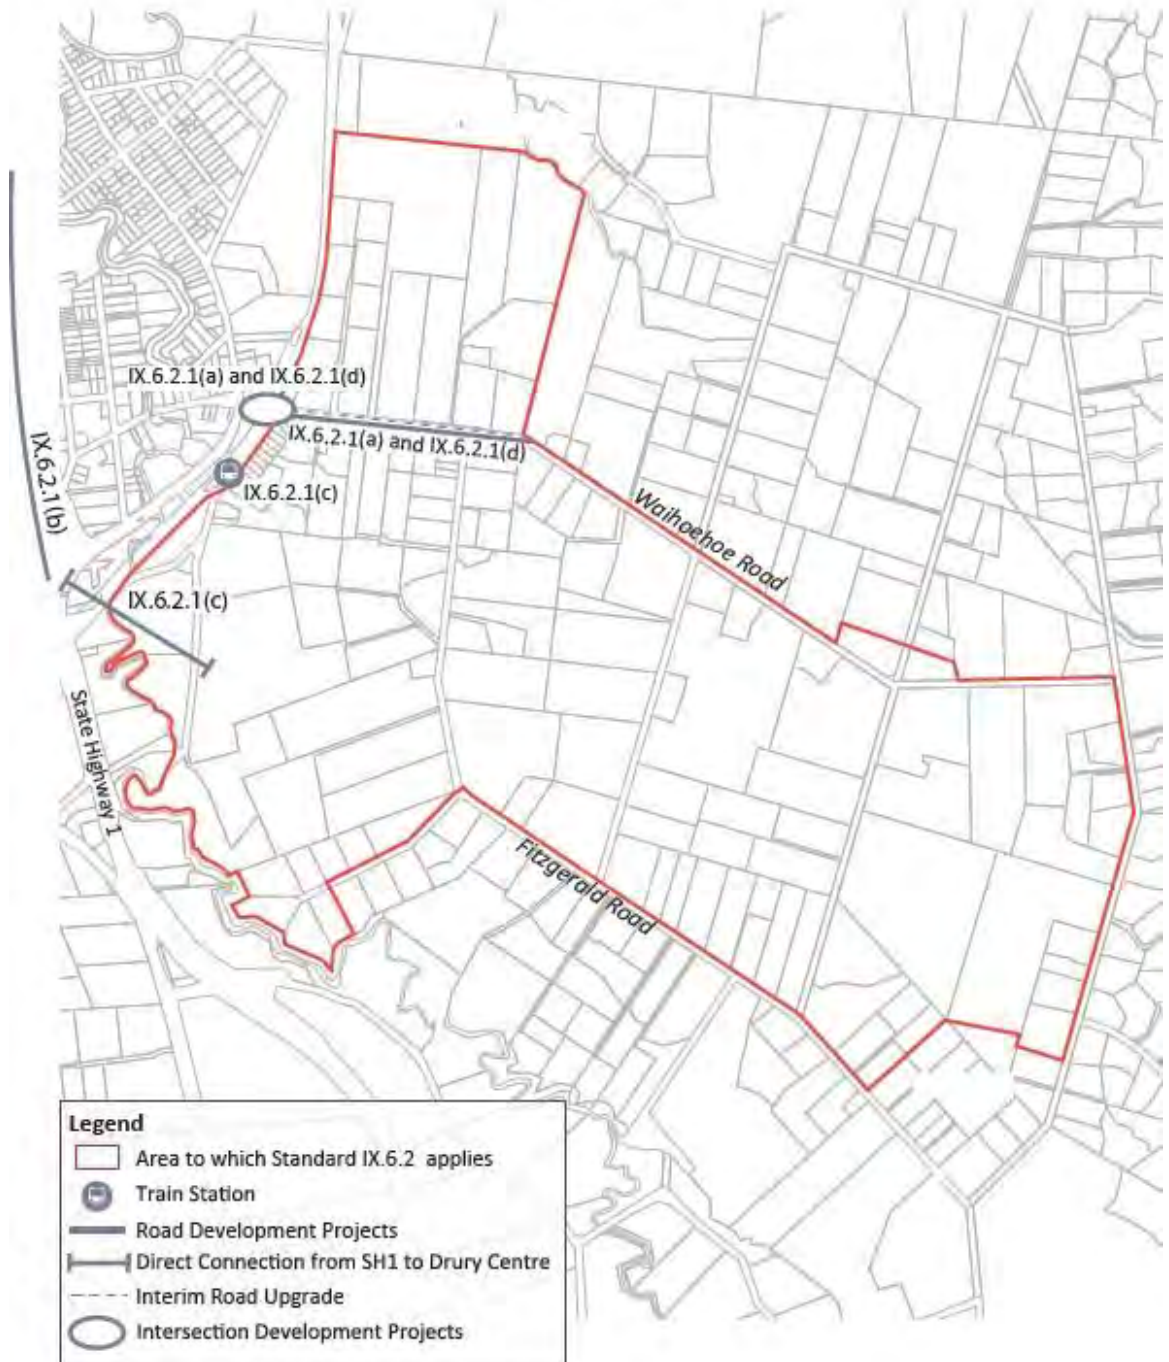 IX.6.2.1(a) and IX.6.2.1(d)
IX.6.2.1(a) and IX.6.2.1(d)
IX.6.2.1(c)
IX.6.2.1(b)
Waihoehoe Road
IX.6.2.1(c)
State Highway 1
Fitzgerald Road
Legend
Area to which Standard IX.6.2 applies
Train Station
Road Development Projects
Direct Connection from SH1 to Drury Centre
Interim Road Upgrade
Intersection Development Projects